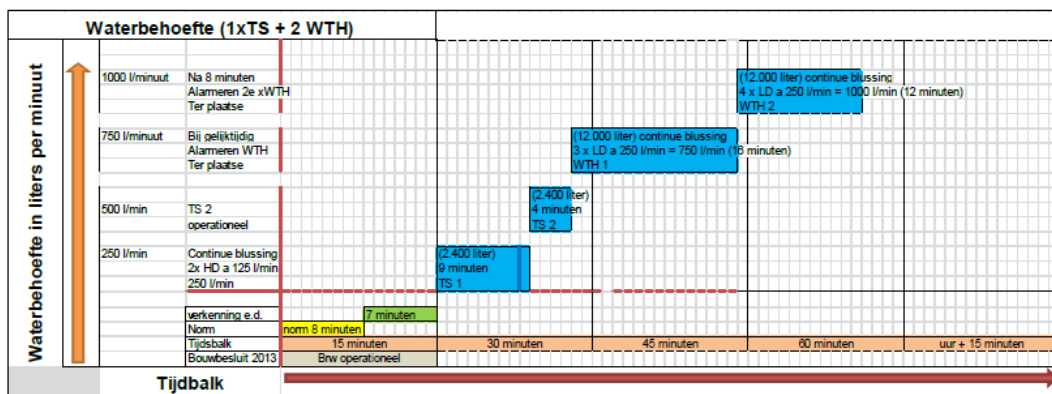 Waterbehoefte (1xTS + 2 WTH)
Waterbehoefte in liters per minuut
1000 l/minuut
Na 8 minuten
Alarmeren 2e xWTH
Ter plaatse
(12.000 liter) continue blussing
4 x LD a 250 l/min = 1000 l/min (12 minuten)
WTH 2
750 l/minuut
Bij gelijktijdig
Alarmeren WTH
Ter plaatse
(12.000 liter) continue blussing
3 x LD a 250 l/min = 750 l/min (16 minuten)
WTH 1
500 l/min
TS 2
operationeel
(2.400 liter)
4 minuten
TS 2
250 l/min
Continue blussing
2x HD a 125 l/min
250 l/min
(2.400 liter)
9 minuten
TS 1
verkenning e.d.
7 minuten
Norm
norm 8 minuten
Tijdsbalk
15 minuten
30 minuten
45 minuten
60 minuten
uur + 15 minuten
Bouwbesluit 2013
Brw operationeel
Tijdbalk